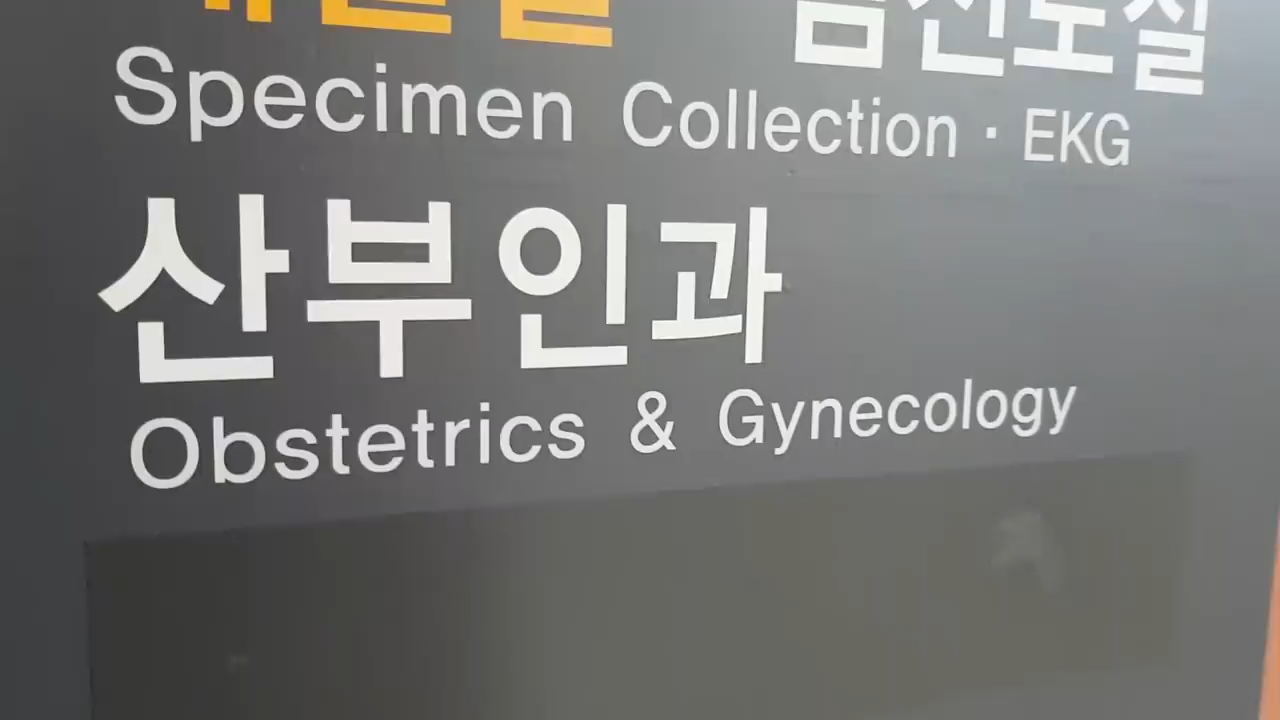 Specimen Collection · EKG
산부인과
Obstetrics & Gynecology